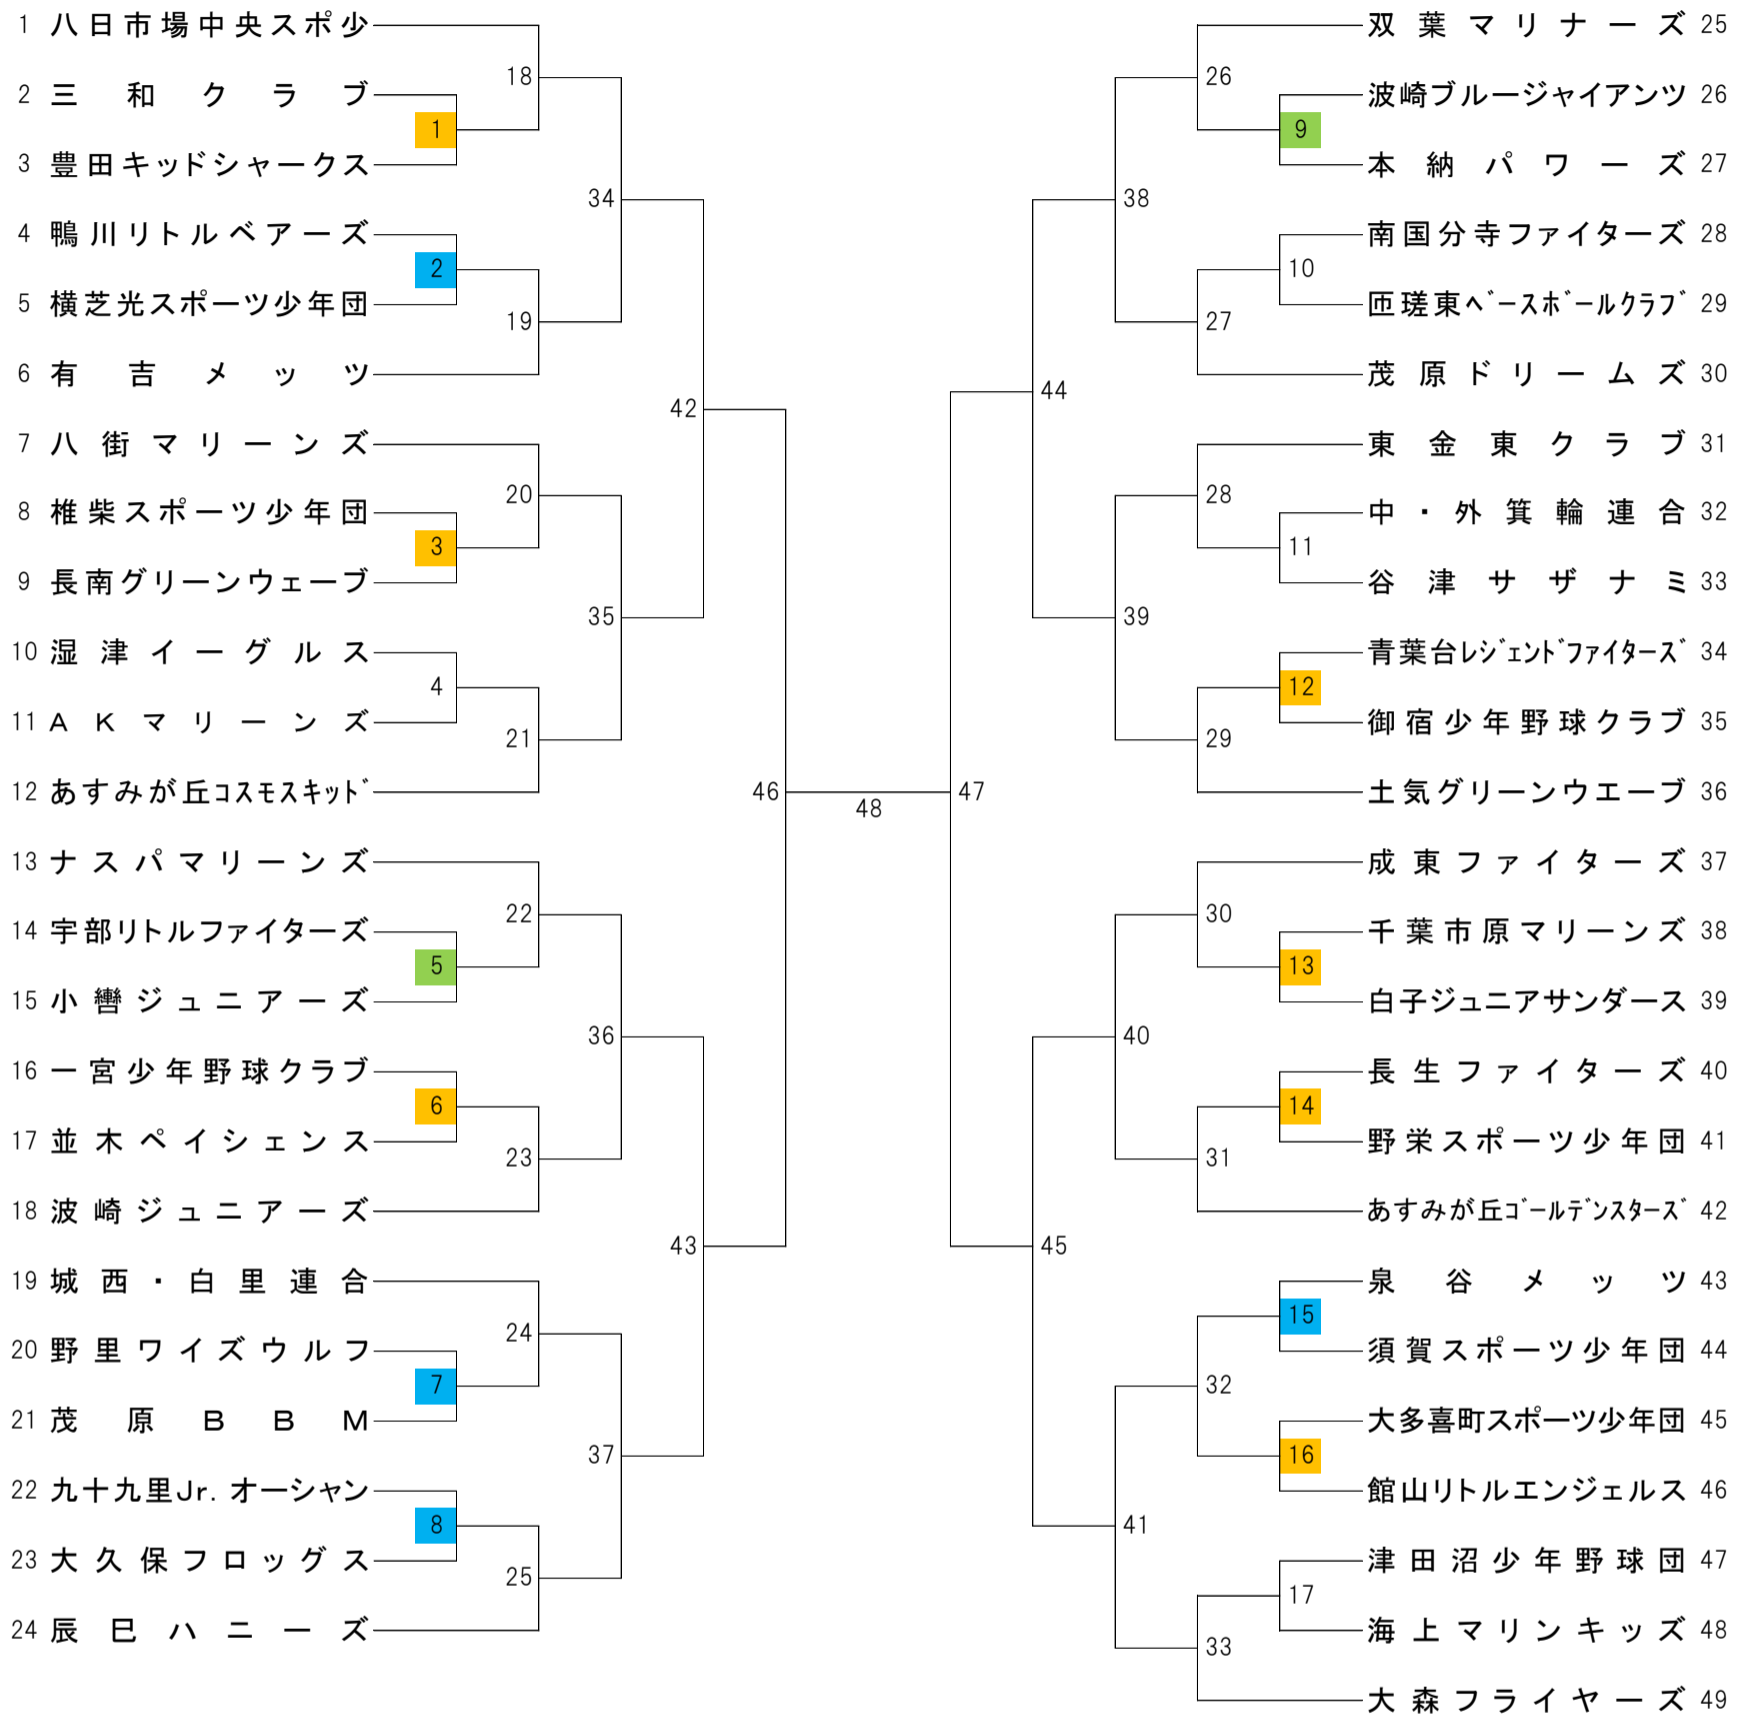 1 八日市場中央スポ少
18
2 三和クラブ
1
3 豊田キッドシャークス
34
4 鴨川リトルベアーズ
2
5 横芝光スポーツ少年団
19
6 有吉メッツ
42
7 八街マリーンズ
20
8 椎柴スポーツ少年団
3
9 長南グリーンウェーブ
35
10 湿津イーグルス
4
11 AKマリーンズ
21
12 あすみが丘コスモスキッド
46
48
13 ナスパマリーンズ
22
14 宇部リトルファイターズ
5
15 小轡ジュニアーズ
36
16 一宮少年野球クラブ
6
17 並木ペイシェンス
23
18 波崎ジュニアーズ
43
19 城西・白里連合
24
20 野里ワイズウルフ
7
21 茂原BBM
37
22 九十九里Jr.オーシャン
8
23 大久保フロッグス
25
24 辰巳ハニーズ
双葉マリナーズ 25
26
波崎ブルージャイアンツ 26
9
本納パワーズ 27
38
南国分寺ファイターズ 28
10
匝瑳東ベースボールクラブ 29
27
茂原ドリームズ 30
44
東金東クラブ 31
28
中・外箕輪連合 32
11
谷津サザナミ 33
39
青葉台レジェンドファイターズ 34
12
御宿少年野球クラブ 35
29
土気グリーンウエーブ 36
47
成東ファイターズ 37
30
千葉市原マリーンズ 38
13
白子ジュニアサンダース 39
40
長生ファイターズ 40
14
野栄スポーツ少年団 41
31
あすみが丘ゴールデンスターズ 42
45
泉谷メッツ 43
15
須賀スポーツ少年団 44
32
大多喜町スポーツ少年団 45
16
館山リトルエンジェルス 46
41
津田沼少年野球団 47
17
海上マリンキッズ 48
33
大森フライヤーズ 49